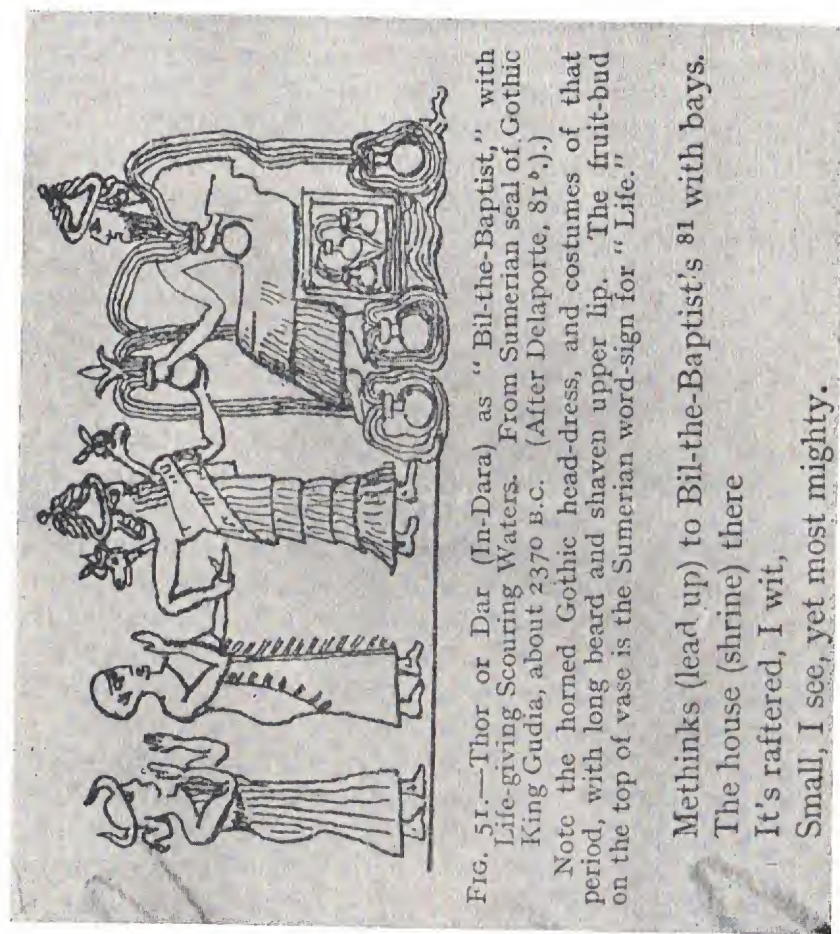 FIG. 51.—Thor or Dar (In-Dara) as “ Bil-the-Baptist,” with
Life-giving Scouring Waters. From Sumerian seal of Gothic
King Gudia, about 2370 B.C. (After Delaporte, 81ᵇ.).)
Note the horned Gothic head-dress, and costumes of that
period, with long beard and shaven upper lip. The fruit-bud
on the top of vase is the Sumerian word-sign for “ Life.”
Methinks (lead up) to Bil-the-Baptist's ⁸¹ with bays.
The house (shrine) there
It's raftered, I wit,
Small, I see, yet most mighty.